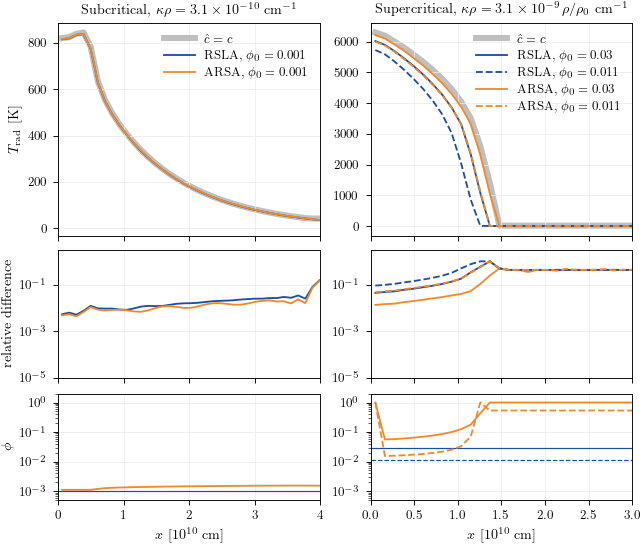 Subcritical, κρ = 3.1 × 10⁻¹⁰ cm⁻¹
800
600
400
200
0
T_rad [K]
ĉ = c
RSLA, ϕ₀ = 0.001
ARSA, ϕ₀ = 0.001
Supercritical, κρ = 3.1 × 10⁻⁹ ρ/ρ₀ cm⁻¹
6000
5000
4000
3000
2000
1000
0
ĉ = c
RSLA, ϕ₀ = 0.03
RSLA, ϕ₀ = 0.011
ARSA, ϕ₀ = 0.03
ARSA, ϕ₀ = 0.011
relative difference
10⁻¹
10⁻³
10⁻⁵
10⁻¹
10⁻³
10⁻⁵
ϕ
10⁰
10⁻¹
10⁻²
10⁻³
0 1 2 3 4
x [10¹⁰ cm]
10⁰
10⁻¹
10⁻²
10⁻³
0.0 0.5 1.0 1.5 2.0 2.5 3.0
x [10¹⁰ cm]